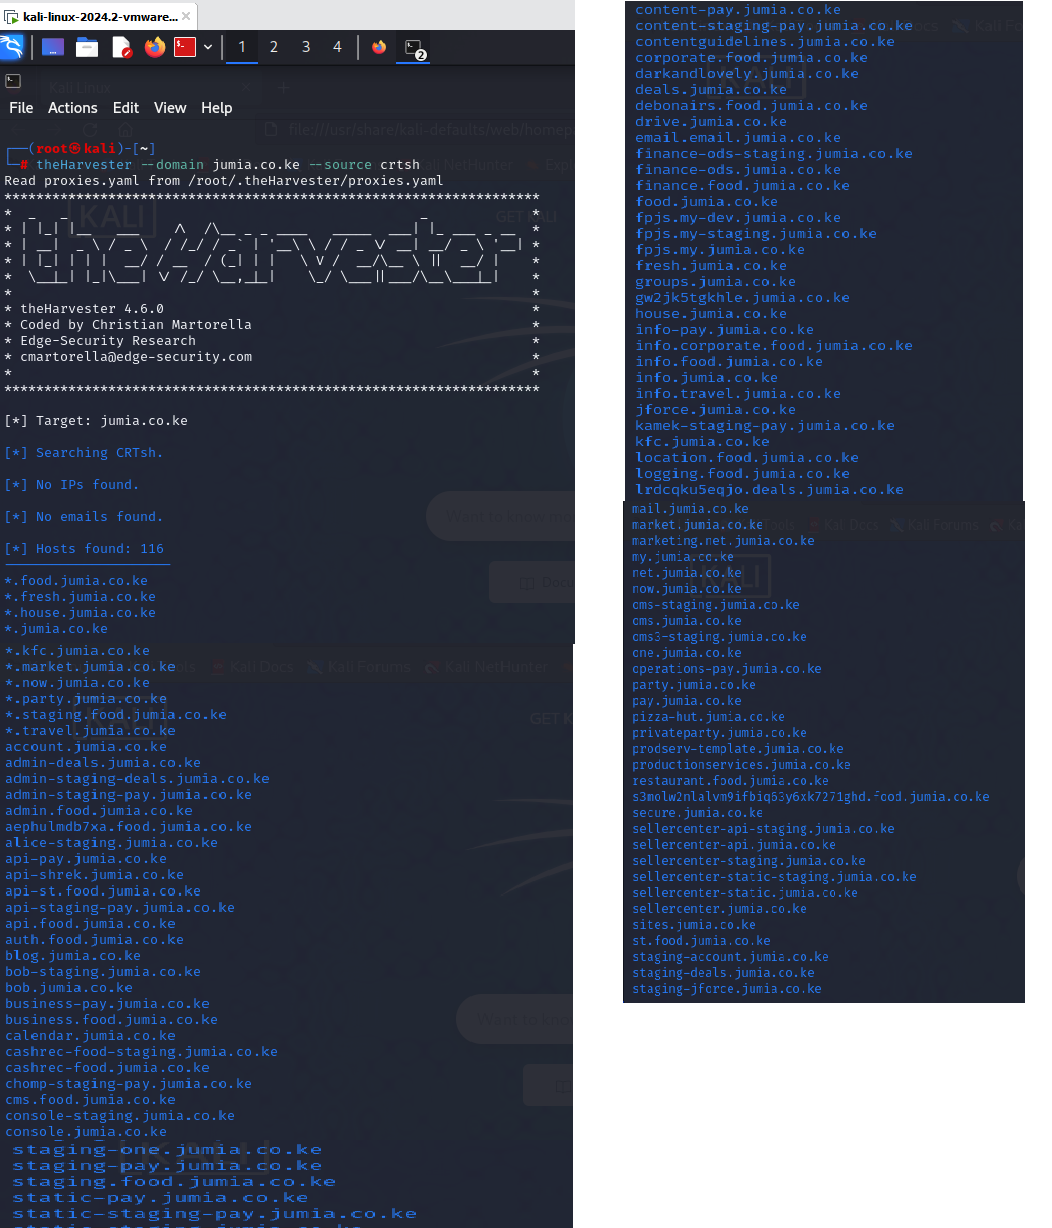 kali-linux-2024.2-vmware...
1 2 3 4
2
Kali Linux
File Actions Edit View Help
file:///usr/share/kali-defaults/web/homepa
(root㉿kali)-[~]
# theHarvester --domain jumia.co.ke --source crtsh
Read proxies.yaml from /root/.theHarvester/proxies.yaml
*******************************************************************
* theHarvester 4.6.0 *
* Coded by Christian Martorella *
* Edge-Security Research *
* cmartorella@edge-security.com *
* *
*******************************************************************
[*] Target: jumia.co.ke
[*] Searching CRTsh.
[*] No IPs found.
[*] No emails found.
[*] Hosts found: 116
*.food.jumia.co.ke
*.fresh.jumia.co.ke
*.house.jumia.co.ke
*.jumia.co.ke
*.kfc.jumia.co.ke
*.market.jumia.co.ke
*.now.jumia.co.ke
*.party.jumia.co.ke
*.staging.food.jumia.co.ke
*.travel.jumia.co.ke
account.jumia.co.ke
admin-deals.jumia.co.ke
admin-staging-deals.jumia.co.ke
admin-staging-pay.jumia.co.ke
admin.food.jumia.co.ke
aephulmdb7xa.food.jumia.co.ke
alice-staging.jumia.co.ke
api-pay.jumia.co.ke
api-shrek.jumia.co.ke
api-st.food.jumia.co.ke
api-staging-pay.jumia.co.ke
api.food.jumia.co.ke
auth.food.jumia.co.ke
blog.jumia.co.ke
bob-staging.jumia.co.ke
bob.jumia.co.ke
business-pay.jumia.co.ke
business.food.jumia.co.ke
calendar.jumia.co.ke
cashrec-food-staging.jumia.co.ke
cashrec-food.jumia.co.ke
chomp-staging-pay.jumia.co.ke
cms.food.jumia.co.ke
console-staging.jumia.co.ke
console.jumia.co.ke
staging-one.jumia.co.ke
staging-pay.jumia.co.ke
staging.food.jumia.co.ke
static-pay.jumia.co.ke
static-staging-pay.jumia.co.ke
content-pay.jumia.co.ke
content-staging-pay.jumia.co.ke
contentguidelines.jumia.co.ke
corporate.food.jumia.co.ke
darkandlovely.jumia.co.ke
deals.jumia.co.ke
debonairs.food.jumia.co.ke
drive.jumia.co.ke
email.email.jumia.co.ke
finance-ods-staging.jumia.co.ke
finance-ods.jumia.co.ke
finance.food.jumia.co.ke
food.jumia.co.ke
fpjs.my-dev.jumia.co.ke
fpjs.my-staging.jumia.co.ke
fpjs.my.jumia.co.ke
fresh.jumia.co.ke
groups.jumia.co.ke
gw2jk5tgkhle.jumia.co.ke
house.jumia.co.ke
info-pay.jumia.co.ke
info.corporate.food.jumia.co.ke
info.food.jumia.co.ke
info.jumia.co.ke
info.travel.jumia.co.ke
jforce.jumia.co.ke
kamek-staging-pay.jumia.co.ke
kfc.jumia.co.ke
location.food.jumia.co.ke
logging.food.jumia.co.ke
lrdcqku5eqjo.deals.jumia.co.ke
mail.jumia.co.ke
market.jumia.co.ke
marketing.net.jumia.co.ke
my.jumia.co.ke
net.jumia.co.ke
now.jumia.co.ke
oms-staging.jumia.co.ke
oms.jumia.co.ke
oms3-staging.jumia.co.ke
one.jumia.co.ke
operations-pay.jumia.co.ke
party.jumia.co.ke
pay.jumia.co.ke
pizza-hut.jumia.co.ke
privateparty.jumia.co.ke
prodserv-template.jumia.co.ke
productionservices.jumia.co.ke
restaurant.food.jumia.co.ke
s3molw2nlalvm9ifbiq63y6xk7271ghd.food.jumia.co.ke
secure.jumia.co.ke
sellercenter-api-staging.jumia.co.ke
sellercenter-api.jumia.co.ke
sellercenter-staging.jumia.co.ke
sellercenter-static-staging.jumia.co.ke
sellercenter-static.jumia.co.ke
sellercenter.jumia.co.ke
sites.jumia.co.ke
st.food.jumia.co.ke
staging-account.jumia.co.ke
staging-deals.jumia.co.ke
staging-jforce.jumia.co.ke